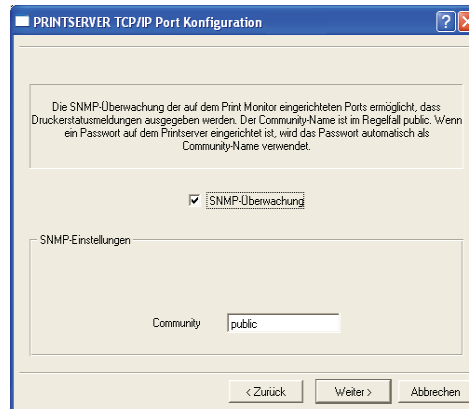 PRINTSERVER TCP/IP Port Konfiguration
Die SNMP-Überwachung der auf dem Print Monitor eingerichteten Ports ermöglicht, dass
Druckerstatusmeldungen ausgegeben werden. Der Community-Name ist im Regelfall public. Wenn
ein Passwort auf dem Printserver eingerichtet ist, wird das Passwort automatisch als
Community-Name verwendet.
SNMP-Überwachung
SNMP-Einstellungen
Community public
< Zurück Weiter > Abbrechen